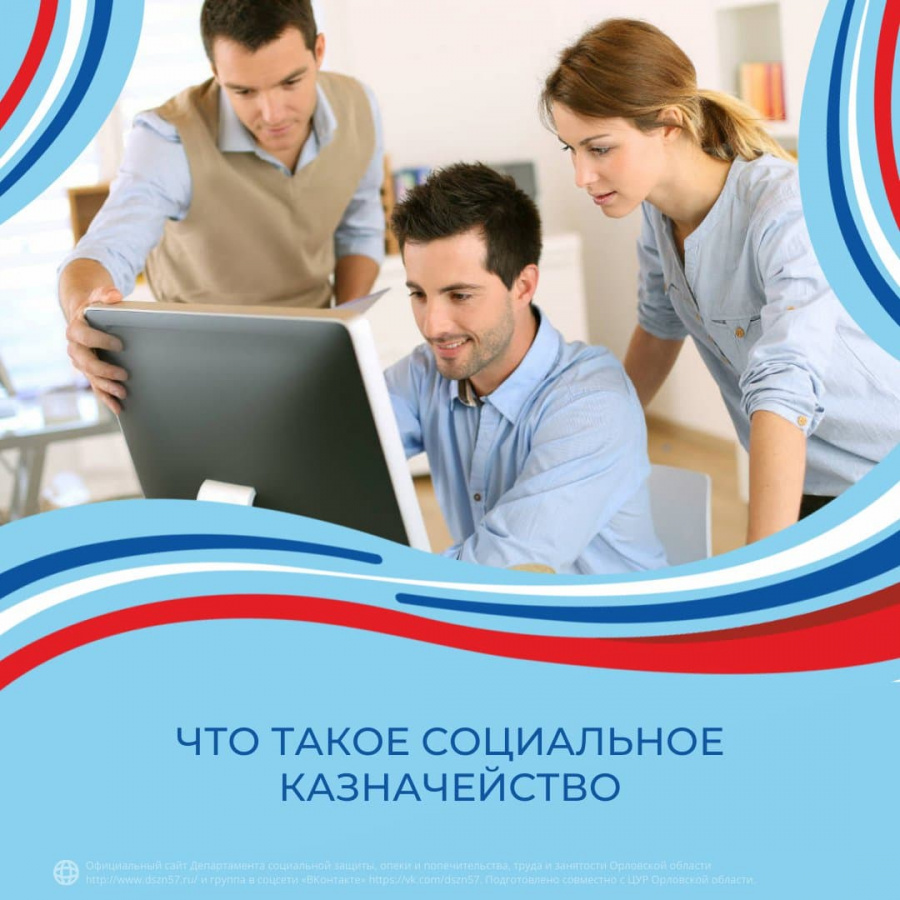 ЧТО ТАКОЕ СОЦИАЛЬНОЕ
КАЗНАЧЕЙСТВО
Официальный сайт Департамента социальной защиты, опеки и попечительства, труда и занятости Орловской области
http://www.dszn57.ru/ и группа в соцсети «ВКонтакте» https://vk.com/dszn57. Подготовлено совместно с ЦУР Орловской области.